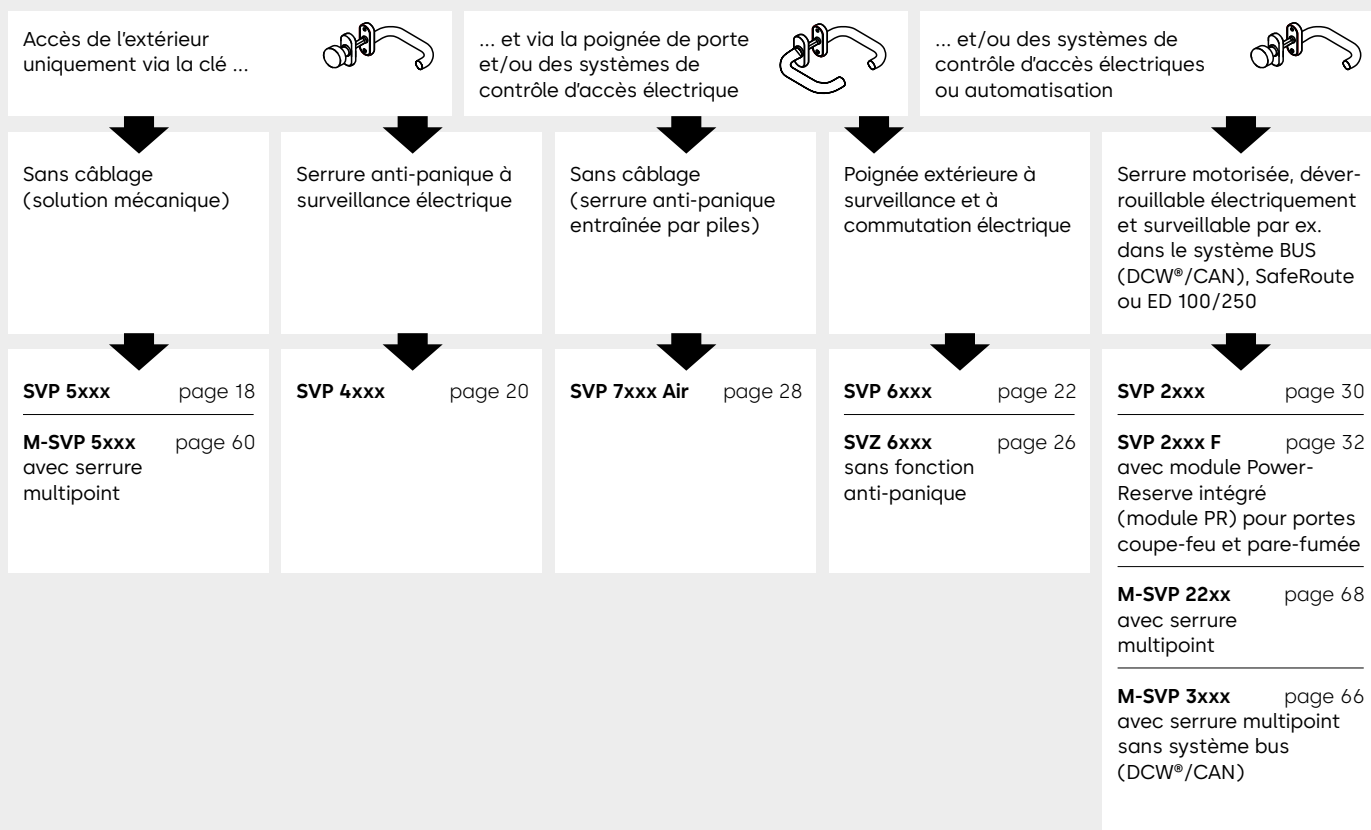 Accès de l'extérieur
uniquement via la clé ...
... et via la poignée de porte
et/ou des systèmes de
contrôle d'accès électrique
... et/ou des systèmes de
contrôle d'accès électriques
ou automatisation
Sans câblage
(solution mécanique)
Serrure anti-panique à
surveillance électrique
Sans câblage
(serrure anti-panique
entraînée par piles)
Poignée extérieure à
surveillance et à
commutation électrique
Serrure motorisée, déver-
rouillable électriquement
et surveillable par ex.
dans le système BUS
(DCW®/CAN), SafeRoute
ou ED 100/250
SVP 5xxx page 18
M-SVP 5xxx page 60
avec serrure
multipoint
SVP 4xxx page 20
SVP 7xxx Air page 28
SVP 6xxx page 22
SVZ 6xxx page 26
sans fonction
anti-panique
SVP 2xxx page 30
SVP 2xxx F page 32
avec module Power-
Reserve intégré
(module PR) pour portes
coupe-feu et pare-fumée
M-SVP 22xx page 68
avec serrure
multipoint
M-SVP 3xxx page 66
avec serrure multipoint
sans système bus
(DCW®/CAN)